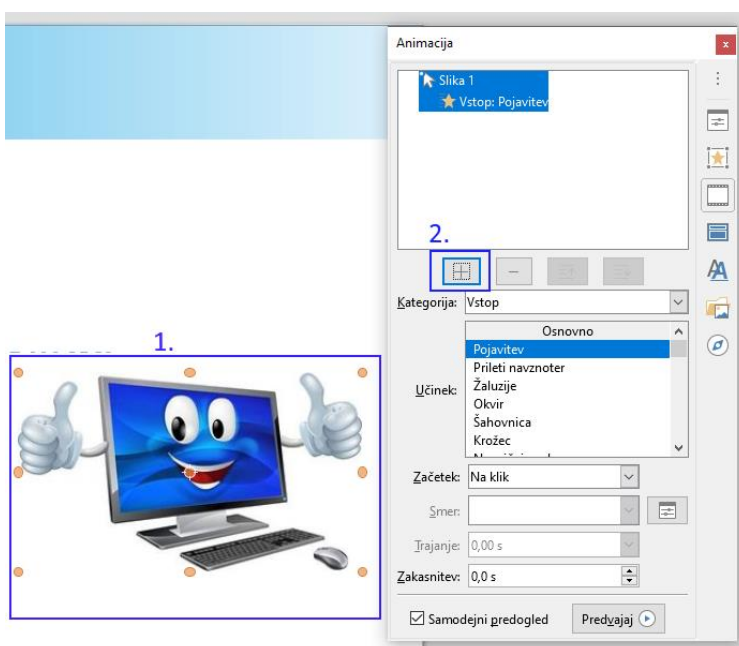 Animacija
x
Slika 1
Vstop: Pojavitev
2.
Kategorija: Vstop
1.
Osnovno
Pojavitev
Prileti navznoter
Učinek: Žaluzije
Okvir
Šahovnica
Krožec
Začetek: Na klik
Smer:
Trajanje: 0,00 s
Zakasnitev: 0,0 s
Samodejni predogled Predvajaj